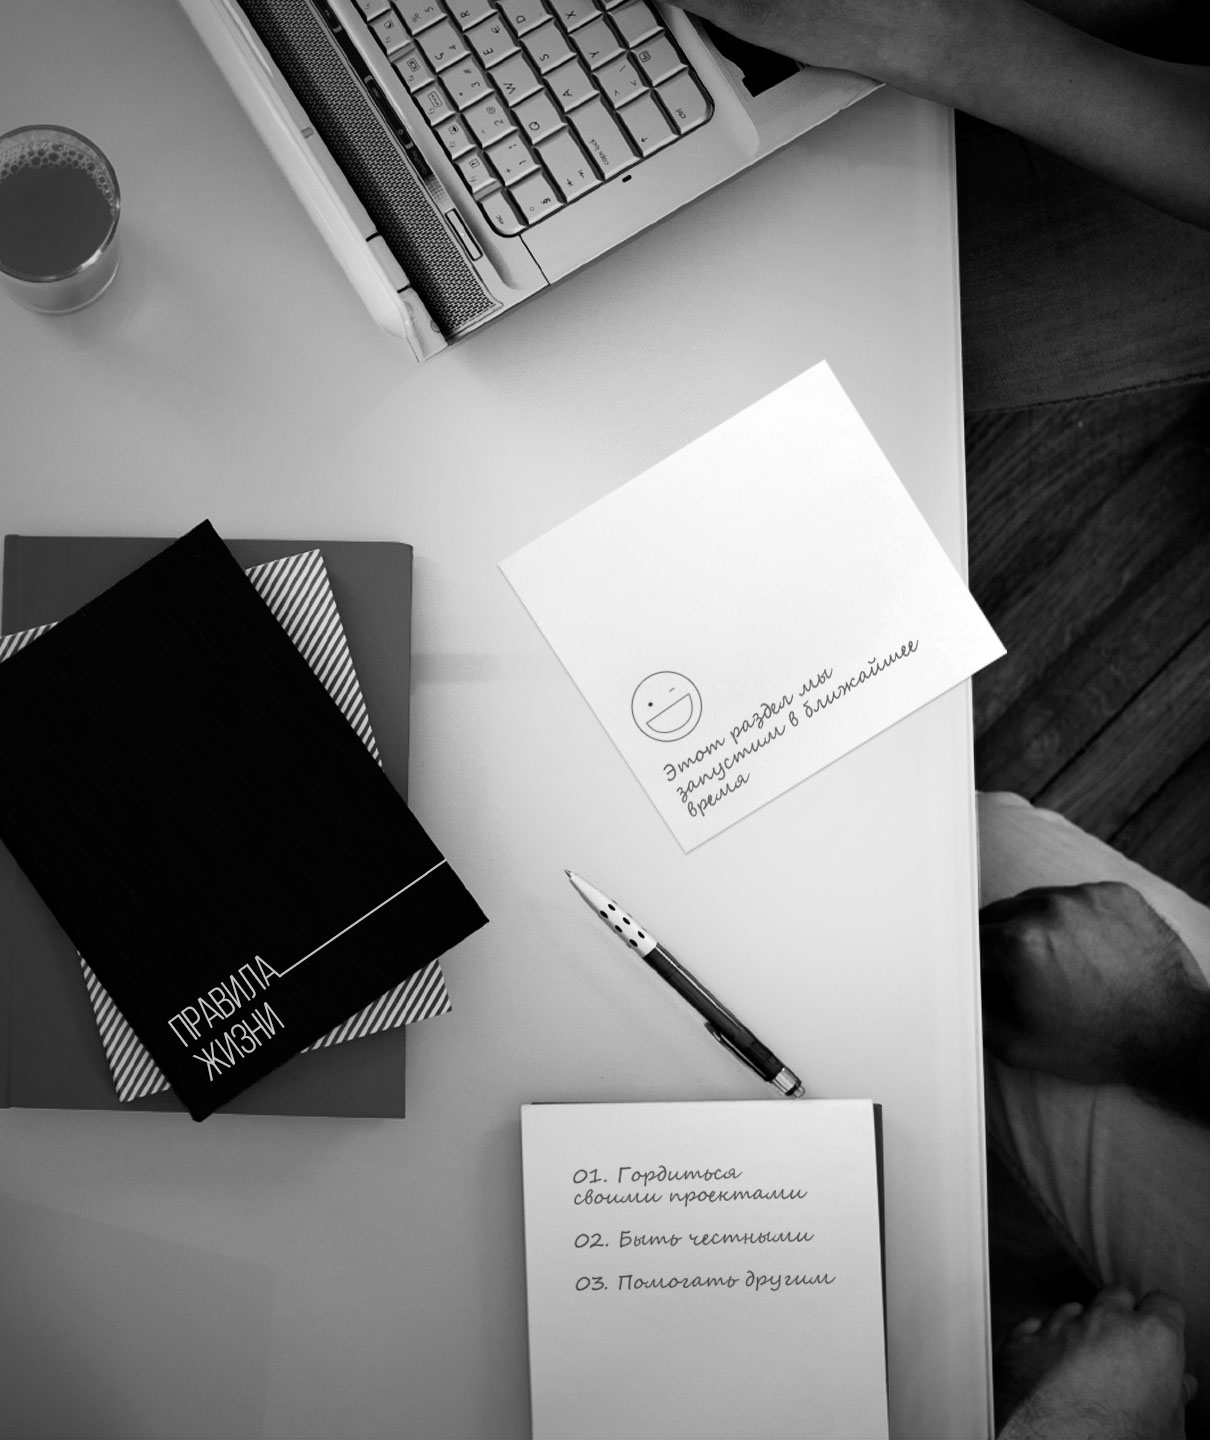 Этот раздел мы
запустим в ближайшее
время
ПРАВИЛА
ЖИЗНИ
01. Гордиться
своими проектами
02. Быть честными
03. Помогать другим